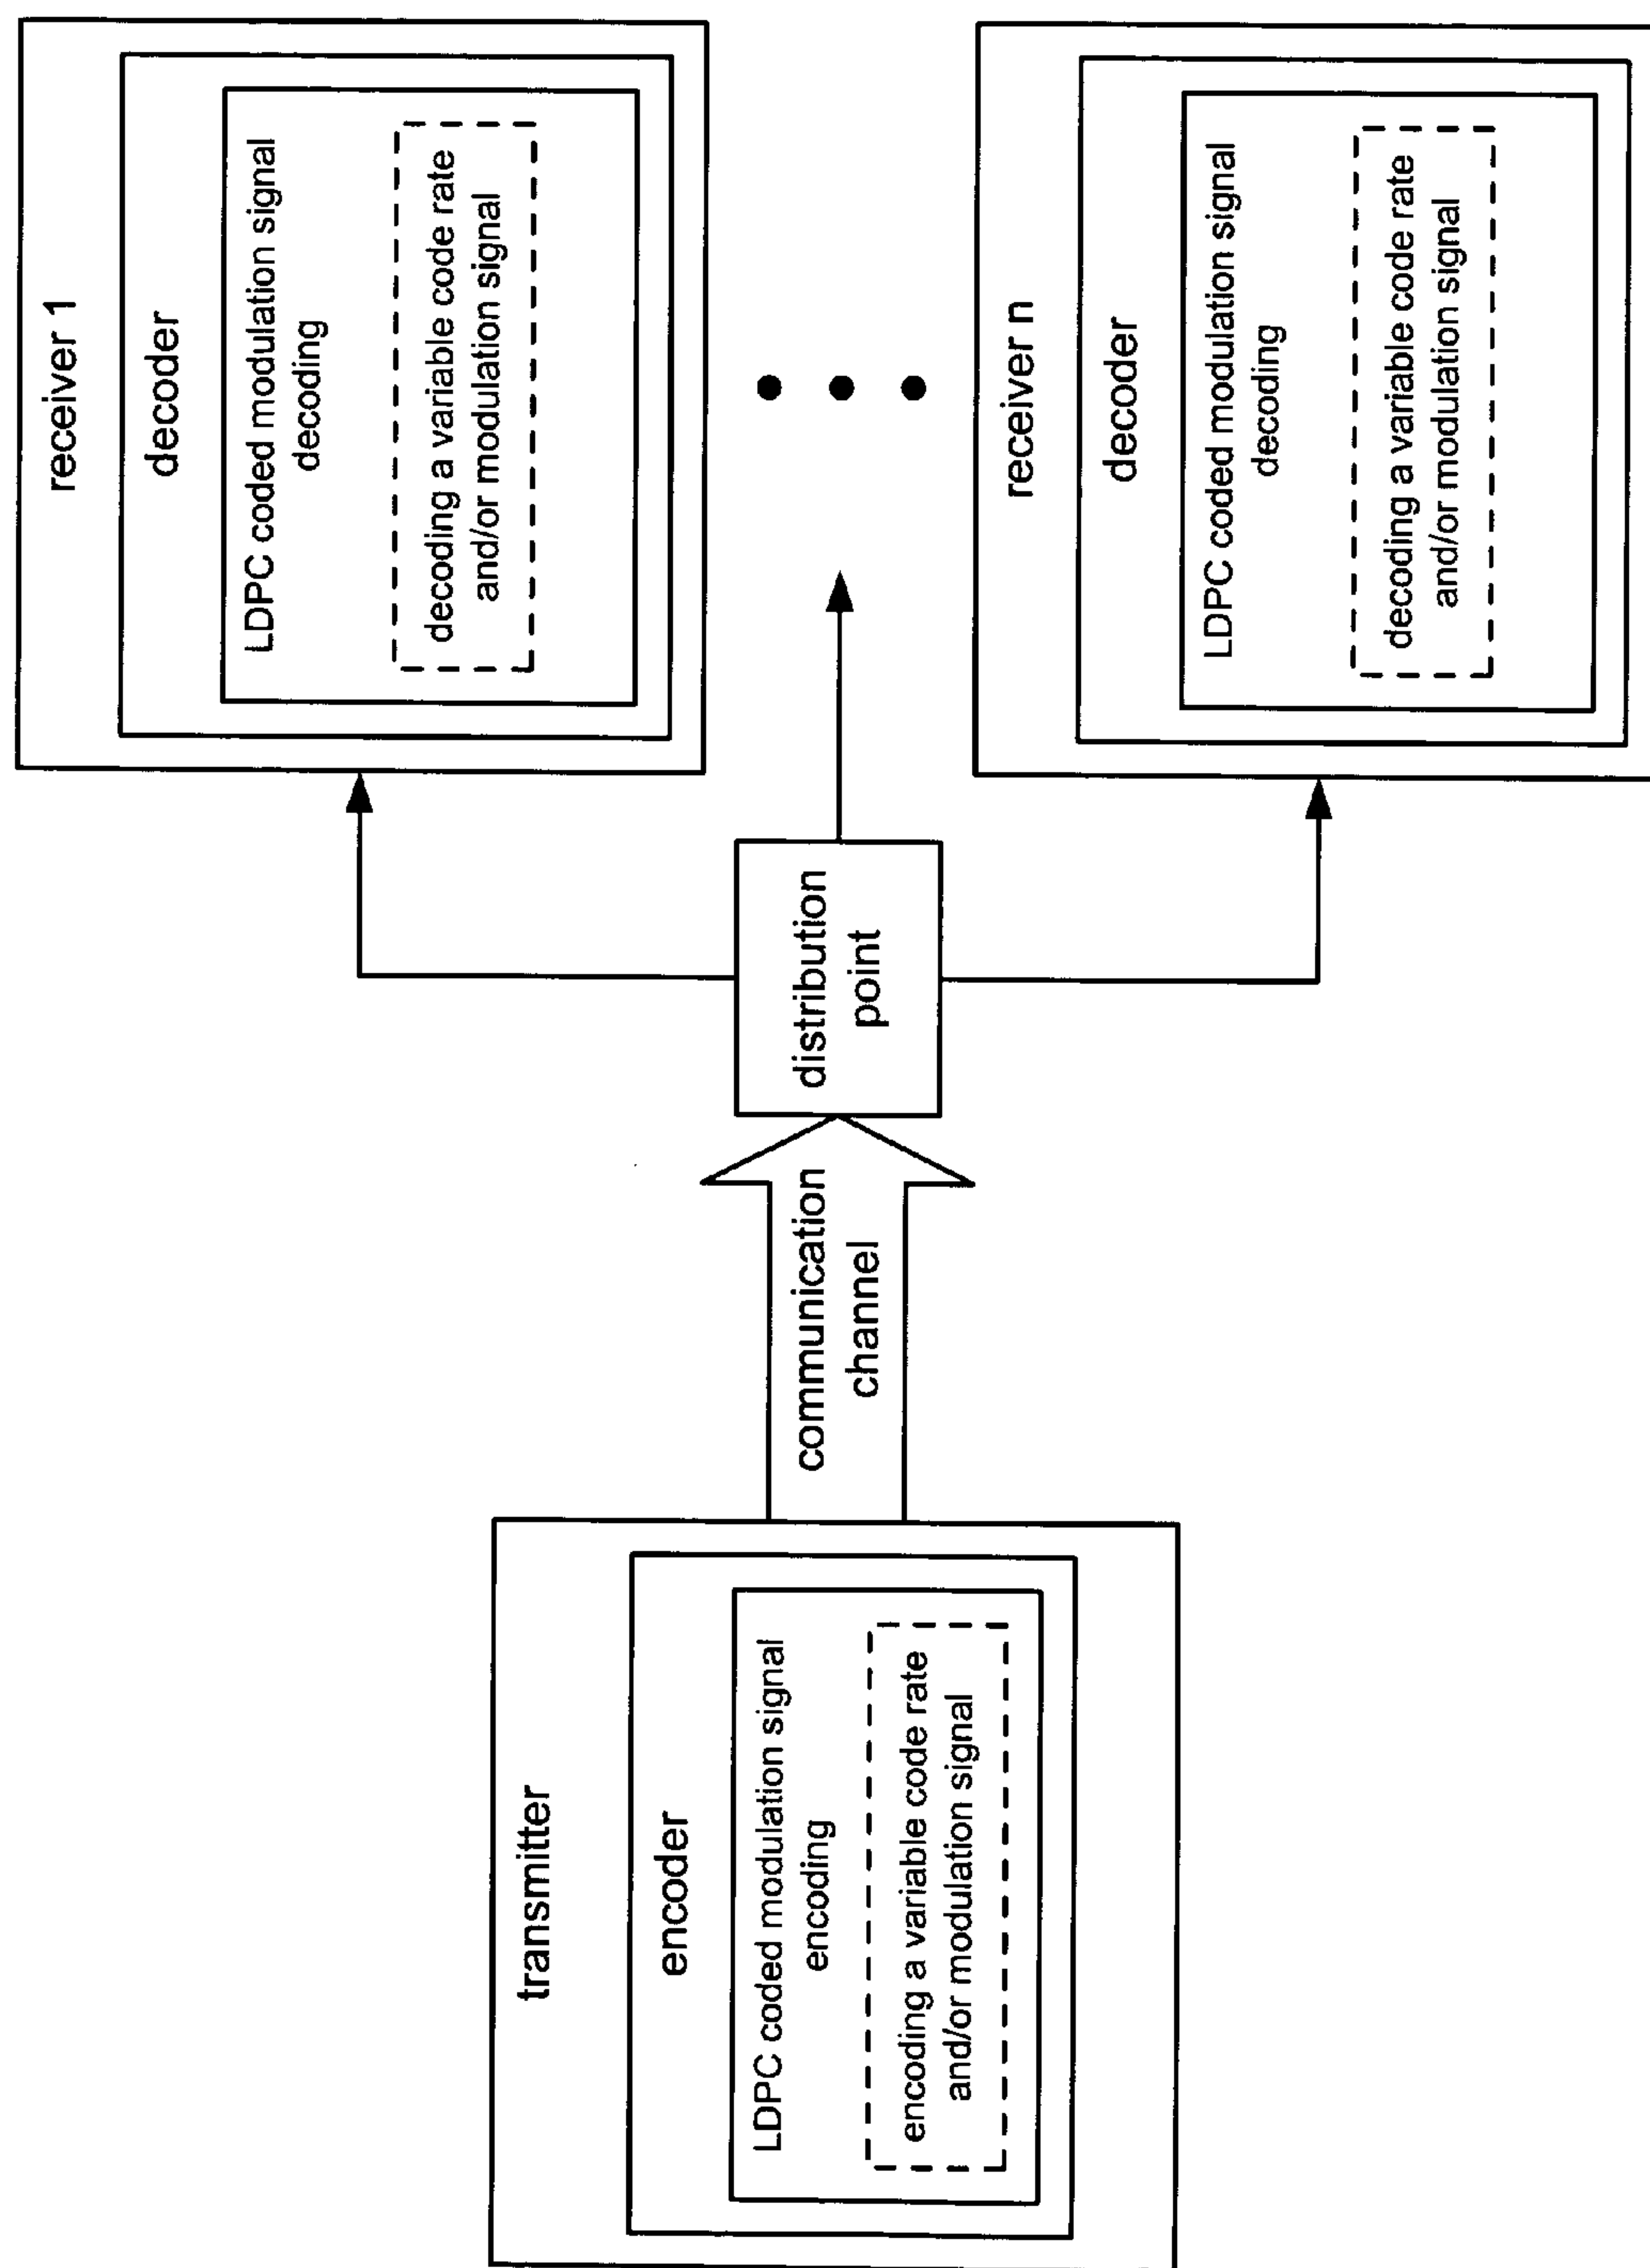 transmitter
encoder
LDPC coded modulation signal
encoding
encoding a variable code rate
and/or modulation signal
communication
channel
distribution
point
receiver 1
decoder
LDPC coded modulation signal
decoding
decoding a variable code rate
and/or modulation signal
receiver n
decoder
LDPC coded modulation signal
decoding
decoding a variable code rate
and/or modulation signal